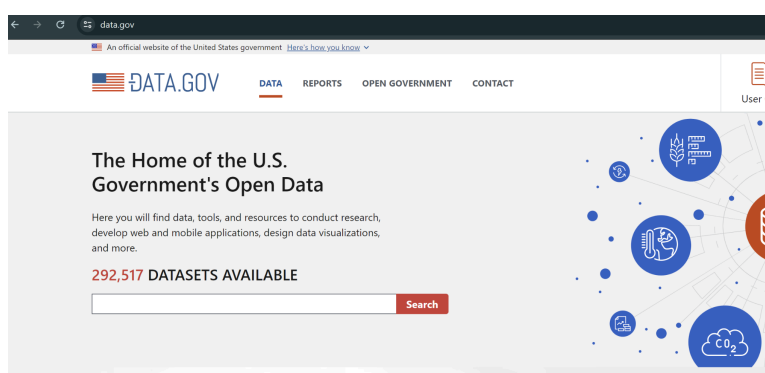 data.gov
An official website of the United States government Here's how you know
DATA.GOV
DATA REPORTS OPEN GOVERNMENT CONTACT
User
The Home of the U.S.
Government's Open Data
Here you will find data, tools, and resources to conduct research,
develop web and mobile applications, design data visualizations,
and more.
292,517 DATASETS AVAILABLE
Search
CO2